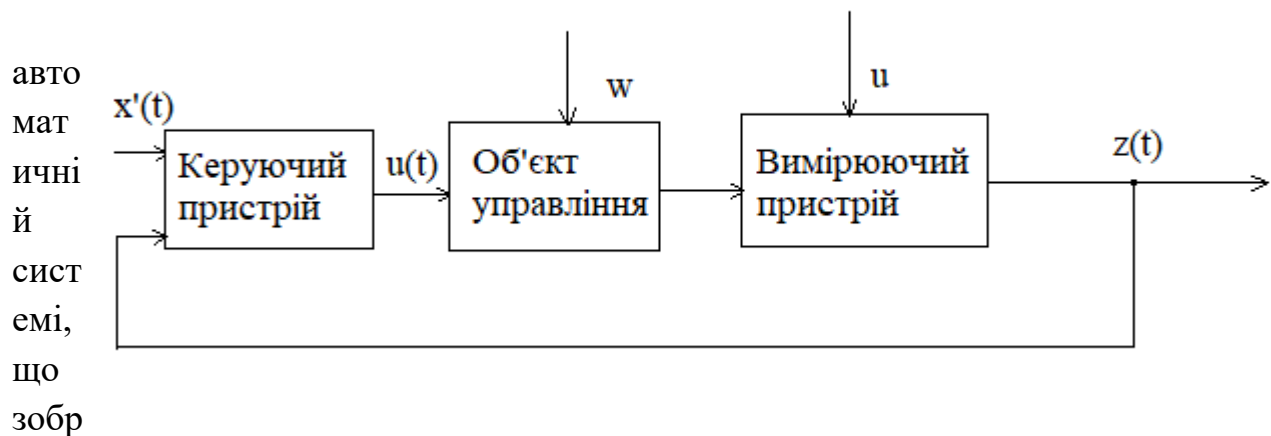 авто
мат
ичні
й
сист
емі,
що
зобр
x'(t)
Керуючий
пристрій
u(t)
w
Об'єкт
управління
u
Вимірюючий
пристрій
z(t)